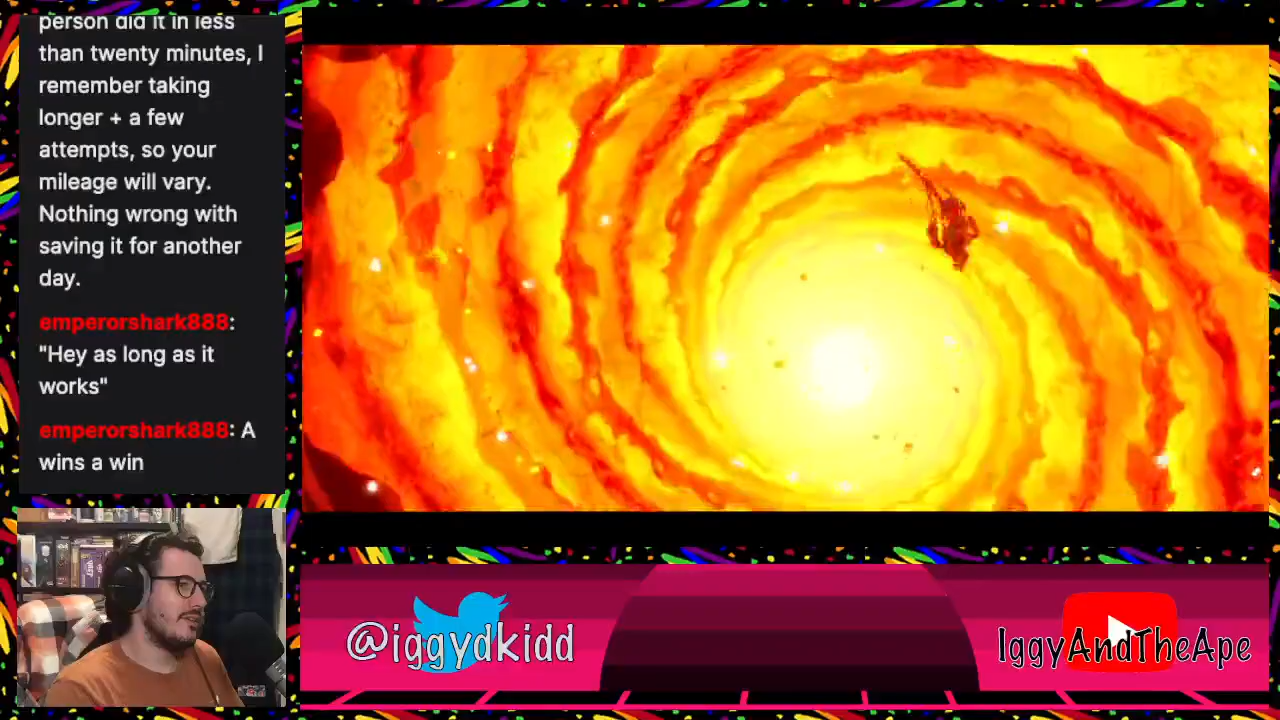 person did it in less
than twenty minutes, I
remember taking
longer + a few
attempts, so your
mileage will vary.
Nothing wrong with
saving it for another
day.
emperorshark888:
"Hey as long as it
works"
emperorshark888: A
wins a win
@iggydkidd
IggyAndTheApe